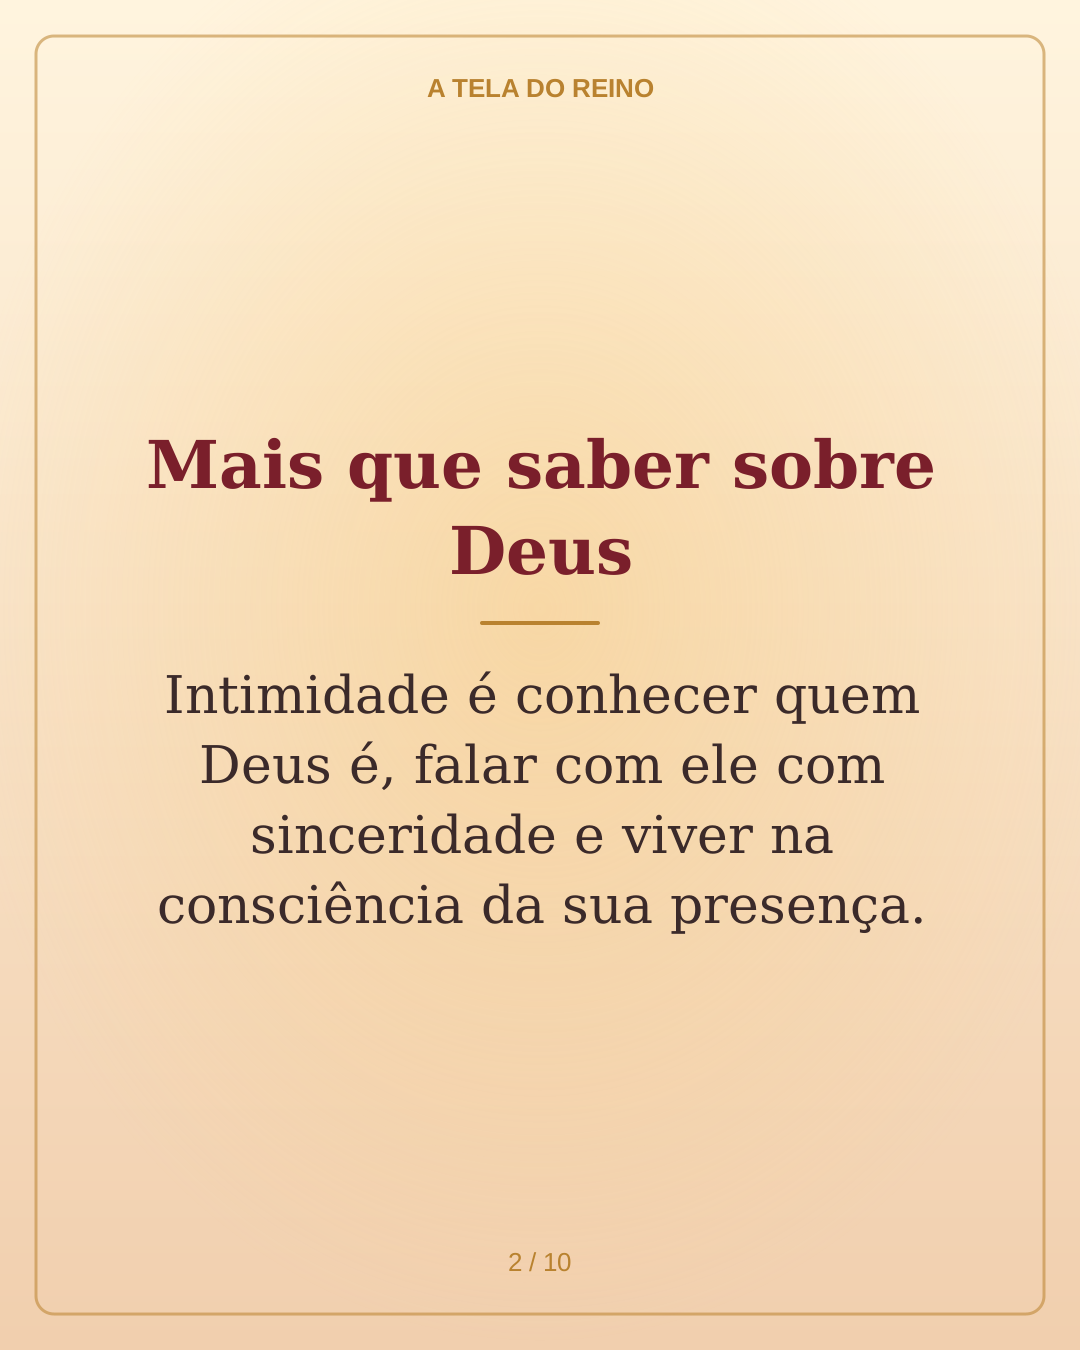 A TELA DO REINO
Mais que saber sobre
Deus
Intimidade é conhecer quem
Deus é, falar com ele com
sinceridade e viver na
consciência da sua presença.
2 / 10